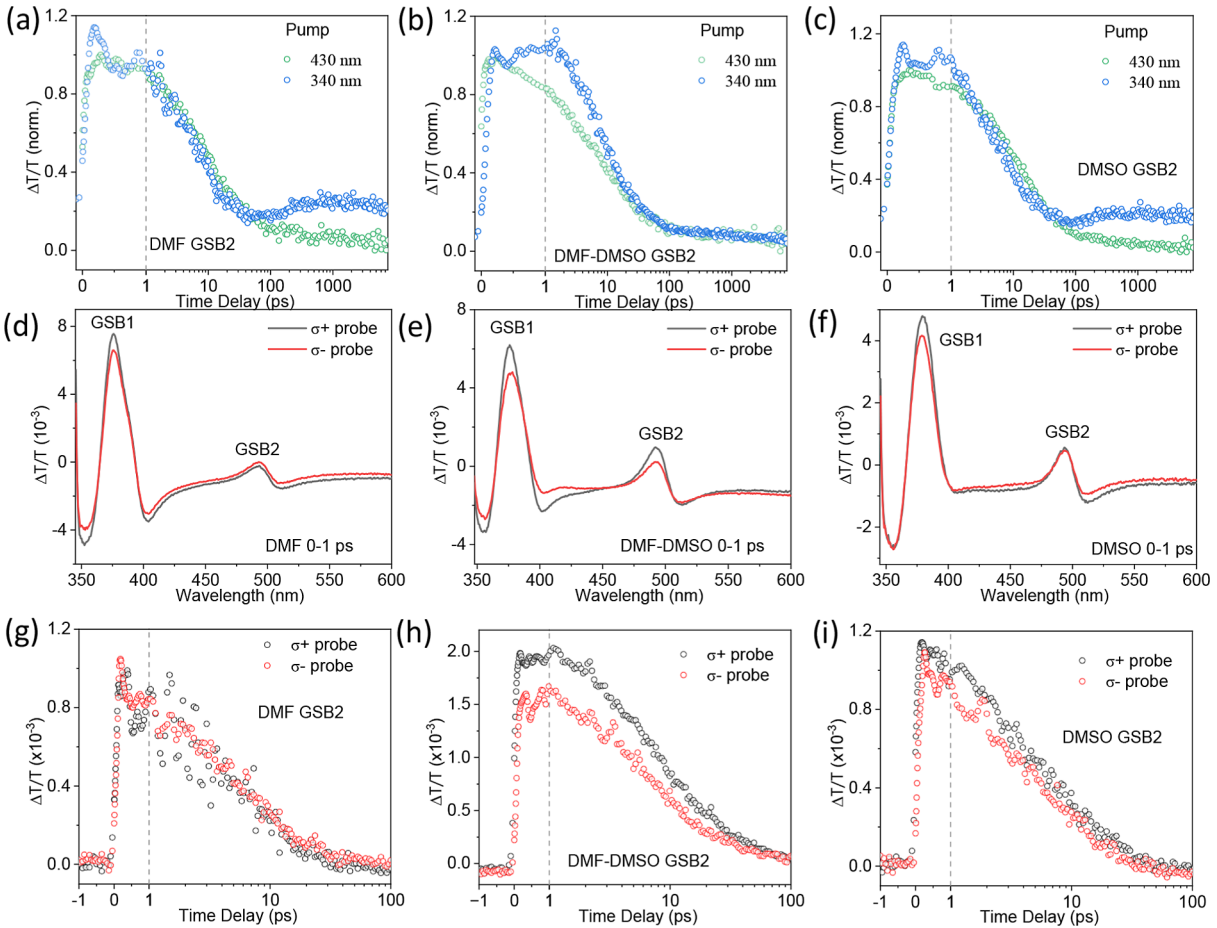 (a)
1.2
0.8
0.4
0.0
ΔT/T (norm.)
Pump
430 nm
340 nm
DMF GSB2
0 1 10 100 1000
Time Delay (ps)
(b)
1.2
0.8
0.4
0.0
ΔT/T (norm.)
Pump
430 nm
340 nm
DMF-DMSO GSB2
0 1 10 100 1000
Time Delay (ps)
(c)
1.2
0.8
0.4
0.0
ΔT/T (norm.)
Pump
430 nm
340 nm
DMSO GSB2
0 1 10 100 1000
Time Delay (ps)
(d)
8
4
0
-4
ΔT/T (10⁻³)
GSB1
σ+ probe
σ- probe
GSB2
DMF 0-1 ps
350 400 450 500 550 600
Wavelength (nm)
(e)
8
4
0
-4
ΔT/T (10⁻³)
GSB1
σ+ probe
σ- probe
GSB2
DMF-DMSO 0-1 ps
350 400 450 500 550 600
Wavelength (nm)
(f)
4
2
0
-2
ΔT/T (10⁻³)
GSB1
σ+ probe
σ- probe
GSB2
DMSO 0-1 ps
350 400 450 500 550 600
Wavelength (nm)
(g)
1.2
0.8
0.4
0.0
ΔT/T (x10⁻³)
σ+ probe
σ- probe
DMF GSB2
-1 0 1 10 100
Time Delay (ps)
(h)
2.0
1.5
1.0
0.5
0.0
ΔT/T (x10⁻³)
σ+ probe
σ- probe
DMF-DMSO GSB2
−1 0 1 10 100
Time Delay (ps)
(i)
1.2
0.8
0.4
0.0
ΔT/T (x10⁻³)
σ+ probe
σ- probe
DMSO GSB2
-1 0 1 10 100
Time Delay (ps)